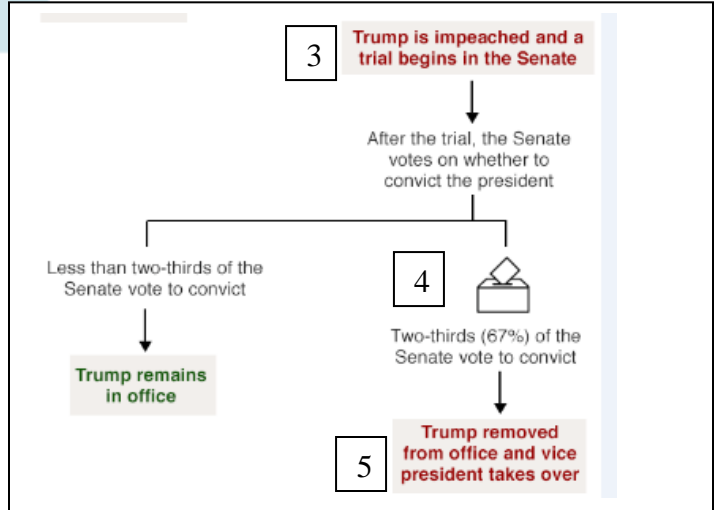 3
Trump is impeached and a
trial begins in the Senate
After the trial, the Senate
votes on whether to
convict the president
Less than two-thirds of the
Senate vote to convict
Trump remains
in office
4
Two-thirds (67%) of the
Senate vote to convict
5
Trump removed
from office and vice
president takes over